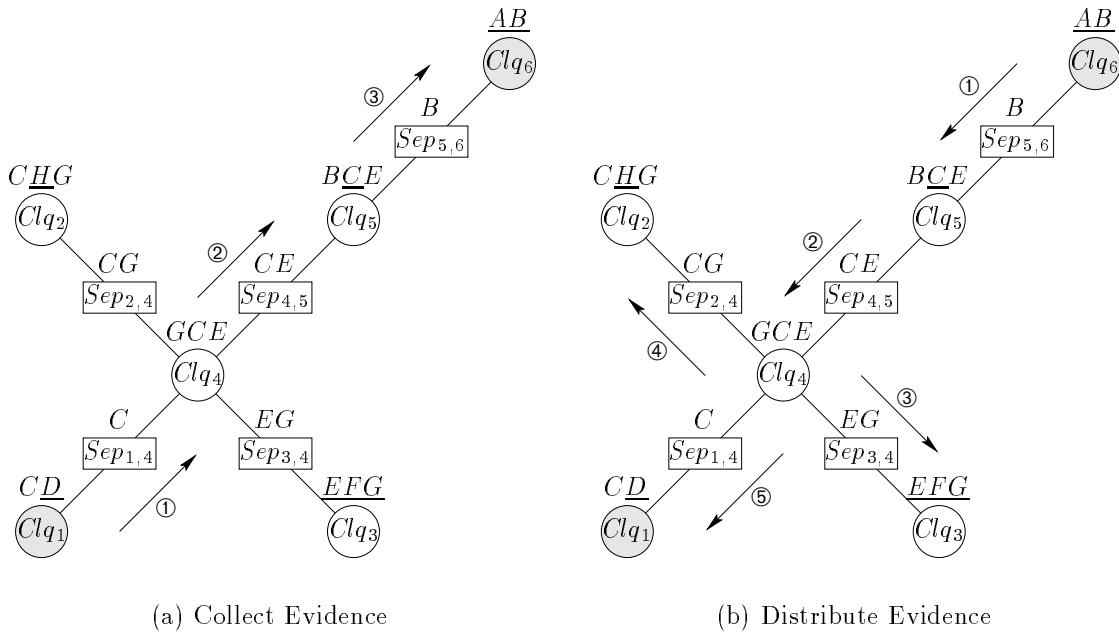 AB AB
Clq6 Clq6
③ ①
B B
Sep5,6 Sep5,6
CHG BCE CHG BCE
Clq2 Clq5 Clq2 Clq5
② ②
CG CE CG CE
Sep2,4 Sep4,5 Sep2,4 Sep4,5
GCE GCE
④
Clq4 Clq4
③
C EG C EG
Sep1,4 Sep3,4 Sep1,4 Sep3,4
CD EFG CD EFG
① ⑤
Clq1 Clq3 Clq1 Clq3
(a) Collect Evidence (b) Distribute Evidence